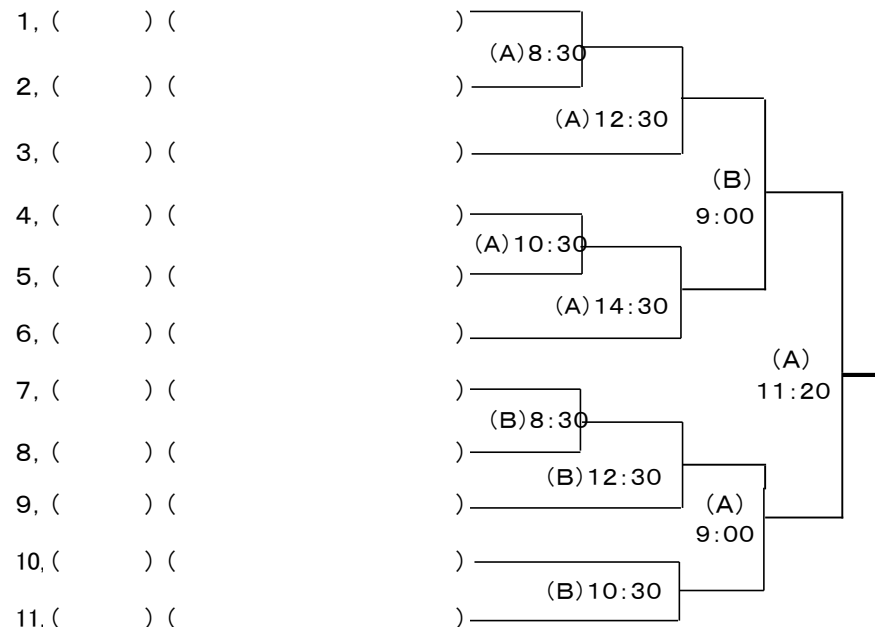 1, (　　　) (　　　　　　　　　　)
(A) 8:30
2, (　　　) (　　　　　　　　　　)
(A) 12:30
3, (　　　) (　　　　　　　　　　)
(B)
9:00
4, (　　　) (　　　　　　　　　　)
(A) 10:30
5, (　　　) (　　　　　　　　　　)
(A) 14:30
6, (　　　) (　　　　　　　　　　)
(A)
11:20
7, (　　　) (　　　　　　　　　　)
(B) 8:30
8, (　　　) (　　　　　　　　　　)
(B) 12:30
9, (　　　) (　　　　　　　　　　)
(A)
9:00
10, (　　　) (　　　　　　　　　　)
(B) 10:30
11, (　　　) (　　　　　　　　　　)